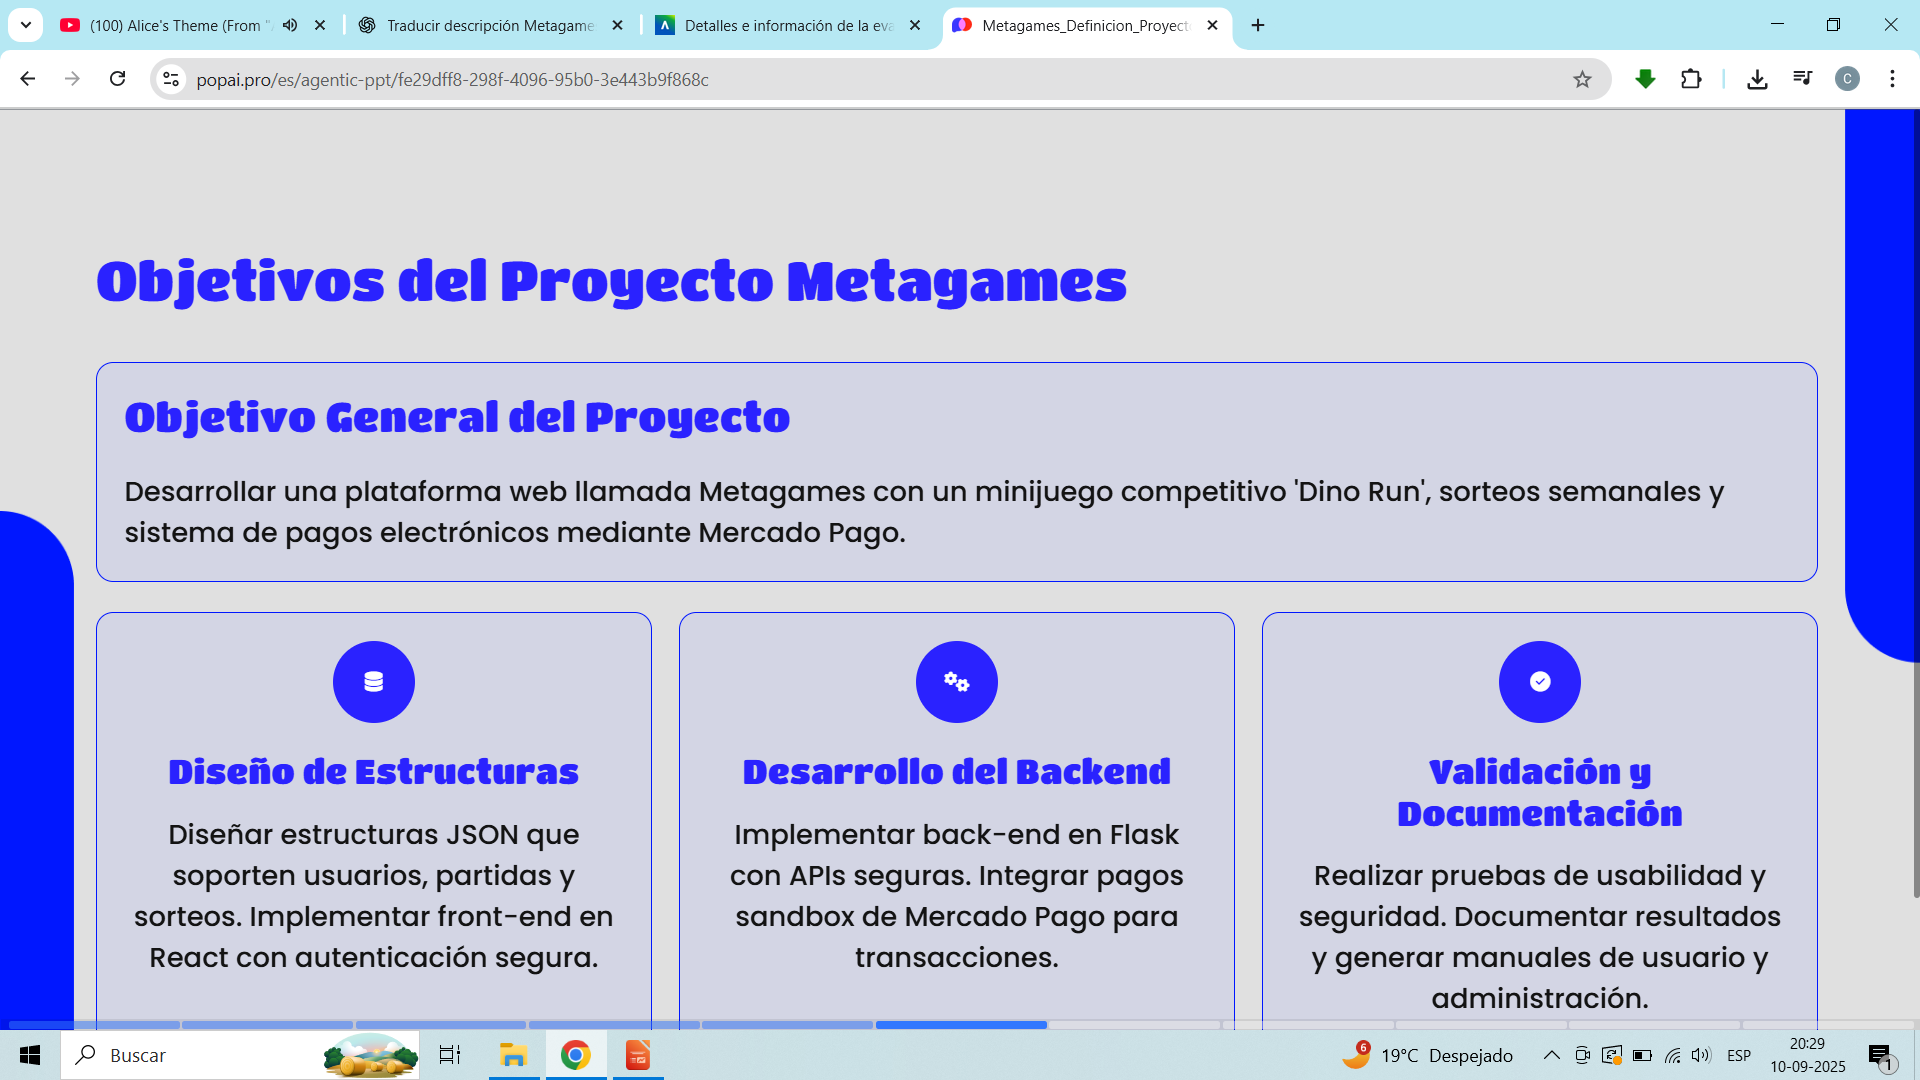 (100) Alice's Theme (From "
Traducir descripción Metagame
Detalles e información de la eva
Metagames_Definicion_Proyect
popai.pro/es/agentic-ppt/fe29dff8-298f-4096-95b0-3e443b9f868c
C
Objetivos del Proyecto Metagames
Objetivo General del Proyecto
Desarrollar una plataforma web llamada Metagames con un minijuego competitivo 'Dino Run', sorteos semanales y
sistema de pagos electrónicos mediante Mercado Pago.
Diseño de Estructuras
Diseñar estructuras JSON que
soporten usuarios, partidas y
sorteos. Implementar front-end en
React con autenticación segura.
Desarrollo del Backend
Implementar back-end en Flask
con APIs seguras. Integrar pagos
sandbox de Mercado Pago para
transacciones.
Validación y
Documentación
Realizar pruebas de usabilidad y
seguridad. Documentar resultados
y generar manuales de usuario y
administración.
Buscar
6
19°C Despejado
ESP
20:29
10-09-2025
1